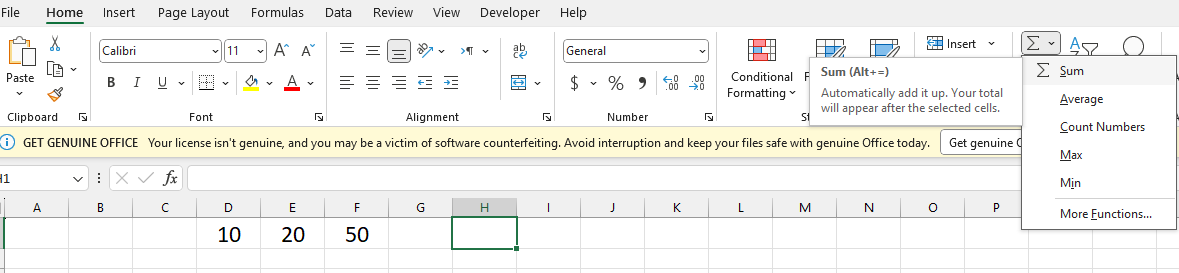 File Home Insert Page Layout Formulas Data Review View Developer Help
Calibri 11 A A ab General Insert Σ A
Paste B I U A $ % , Conditional Sum (Alt+=) Sum
Formatting Automatically add it up. Your total Average
will appear after the selected cells.
Clipboard Font Alignment Number Count Numbers
GET GENUINE OFFICE Your license isn't genuine, and you may be a victim of software counterfeiting. Avoid interruption and keep your files safe with genuine Office today. Get genuine Max
H1 fx Min
A B C D E F G H I J K L M N O P More Functions...
10 20 50